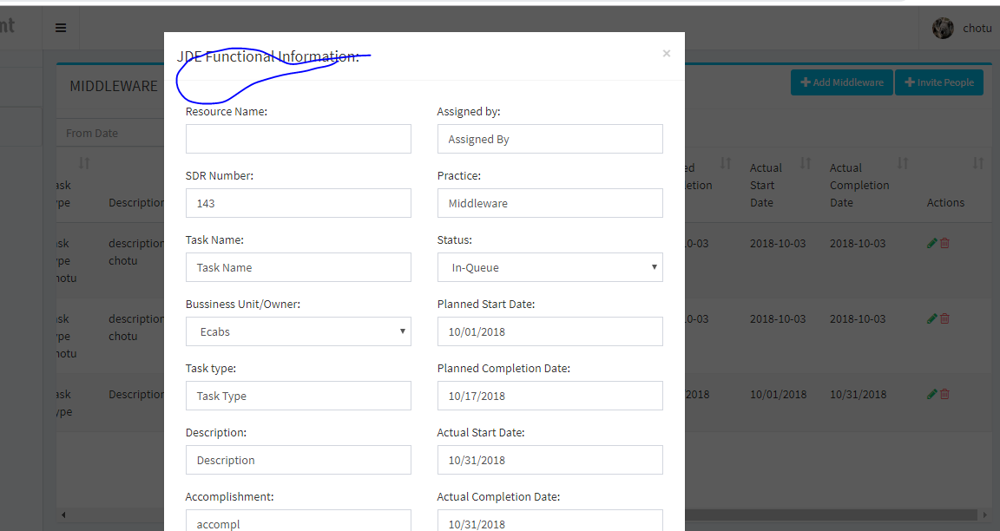 nt
chotu
JDE Functional Information:
×
MIDDLEWARE
Add Middleware
Invite People
From Date
Resource Name:
Assigned by:
Assigned By
SDR Number:
143
Practice:
Middleware
Task Name:
Task Name
Status:
In-Queue
Bussiness Unit/Owner:
Ecabs
Planned Start Date:
10/01/2018
Task type:
Task Type
Planned Completion Date:
10/17/2018
Description:
Description
Actual Start Date:
10/31/2018
Accomplishment:
accompl
Actual Completion Date:
10/31/2018
ask
ype
Description
ed
etion
Actual
Start
Date
Actual
Completion
Date
Actions
sk
ype
hotu
description
chotu
0-03
2018-10-03
2018-10-03
sk
ype
hotu
description
chotu
0-03
2018-10-03
2018-10-03
ask
ype
Description
2018
10/01/2018
10/31/2018